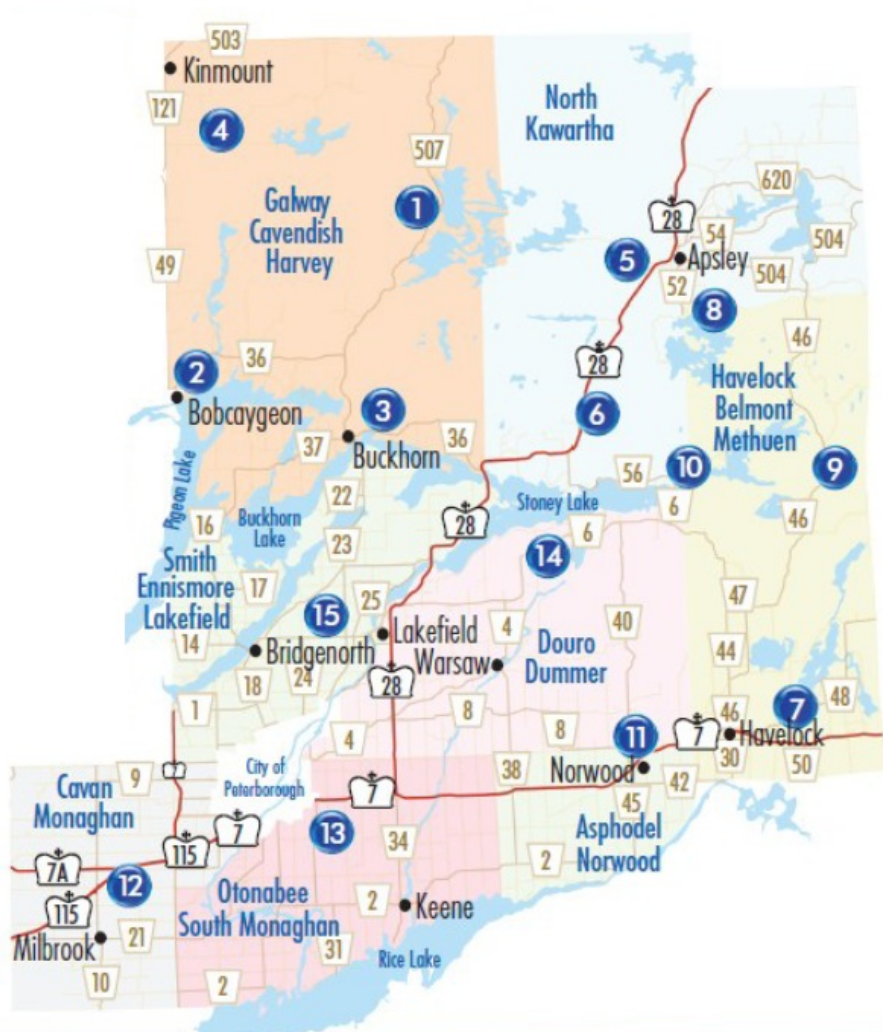 503
Kinmount
121
4
North
Kawartha
507
620
Galway
Cavendish
Harvey
1
28
54
504
49
5
Apsley
52
504
8
46
36
28
2
Bobcaygeon
Havelock
Belmont
Methuen
3
6
37
Buckhorn
36
10
9
56
Pigeon Lake
22
Stoney Lake
6
46
16
Buckhorn
Lake
28
6
23
14
Smith
Ennismore
Lakefield
17
25
47
15
4
40
Lakefield
Douro
Dummer
14
Bridgenorth
Warsaw
44
18
24
28
48
1
8
46
7
4
8
11
7
Havelock
7
City of
Peterborough
38
Norwood
30
50
9
7
42
Cavan
Monaghan
7
45
13
34
Asphodel
Norwood
115
7A
2
12
115
Otonabee
South Monaghan
2
Keene
Milbrook
21
31
Rice Lake
10
2